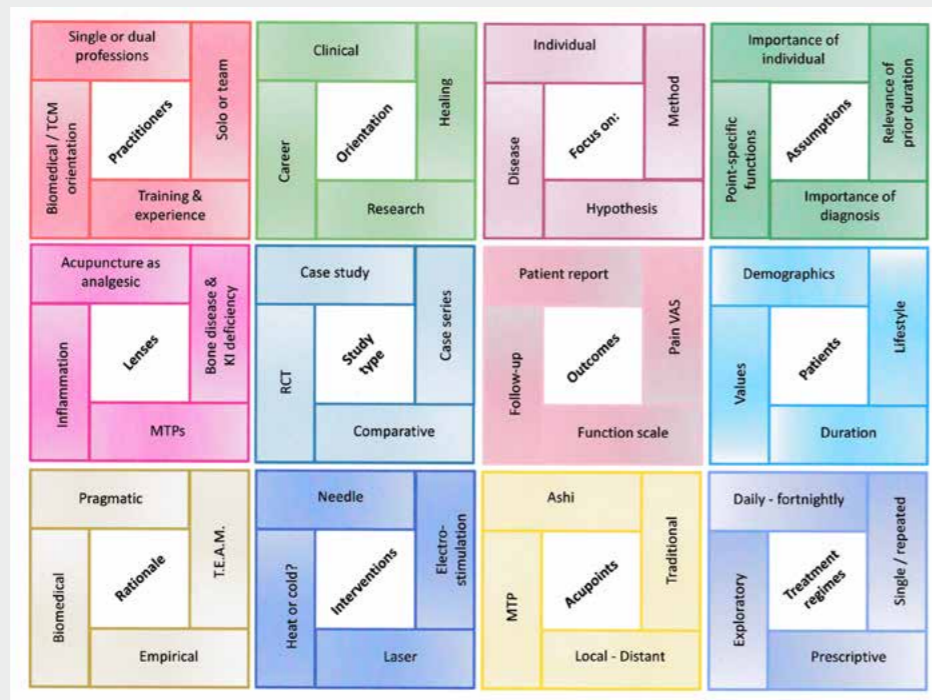 Single or dual
professions
Solo or team
Biomedical / TCM
orientation
Practitioners
Training &
experience
Clinical
Healing
Career
Orientation
Research
Individual
Method
Disease
Focus on:
Hypothesis
Importance of
individual
Relevance of
prior duration
Point-specific
functions
Assumptions
Importance of
diagnosis
Acupuncture as
analgesic
Bone disease &
KI deficiency
Inflammation
Lenses
MTPs
Case study
Case series
RCT
Study
type
Comparative
Patient report
Pain VAS
Follow-up
Outcomes
Function scale
Demographics
Lifestyle
Values
Patients
Duration
Pragmatic
T.E.A.M.
Biomedical
Rationale
Empirical
Needle
Electro-
stimulation
Heat or cold?
Interventions
Laser
Ashi
Traditional
MTP
Acupoints
Local - Distant
Daily - fortnightly
Single / repeated
Exploratory
Treatment
regimes
Prescriptive